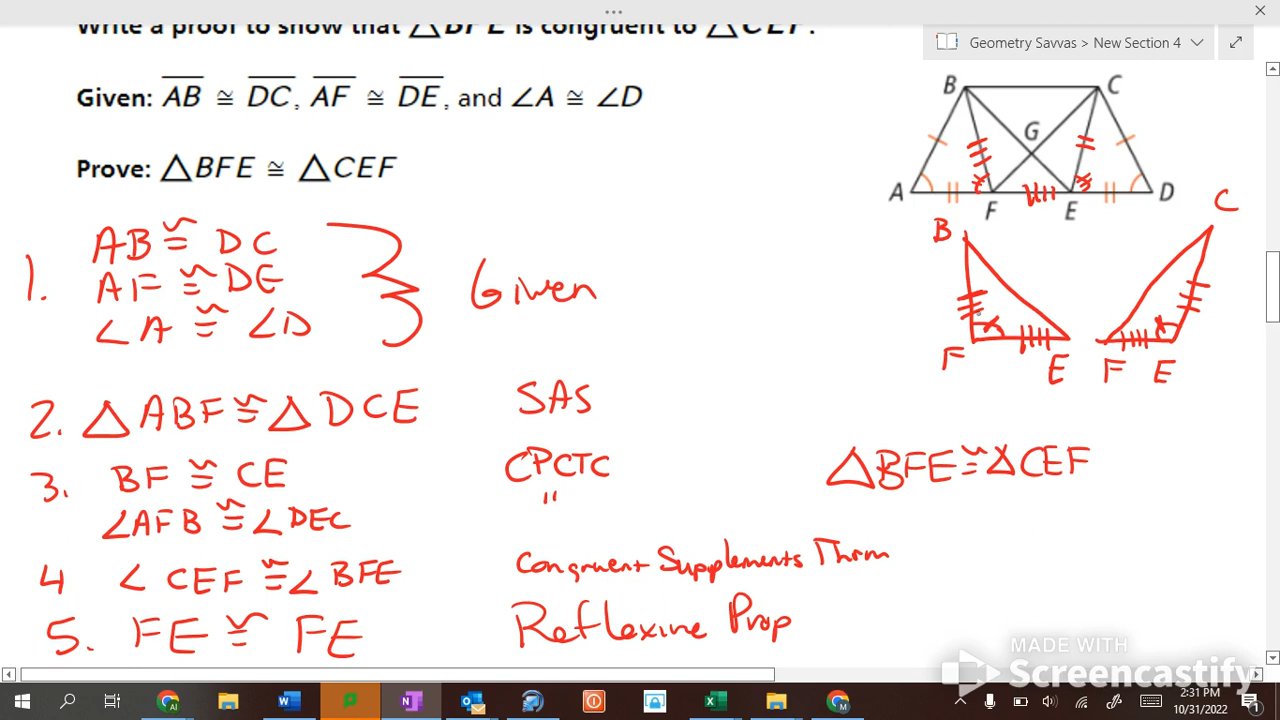 Write a proof to show that △BFE is congruent to △CEF.
Geometry Savvas > New Section 4
Given: AB ≅ DC, AF ≅ DE, and ∠A ≅ ∠D
Prove: △BFE ≅ △CEF
B C
G
A F E D
B C
F E F E
1. AB ≅ DC
AF ≅ DE
∠A ≅ ∠D
Given
2. △ABF ≅ △DCE SAS
3. BF ≅ CE CPCTC
∠AFB ≅ ∠DEC "
△BFE ≅ △CEF
4 ∠CEF ≅ ∠BFE Congruent Supplements Thrm
5. FE ≅ FE Reflexive Prop
MADE WITH
Screencastify
2:31 PM
10/31/2022